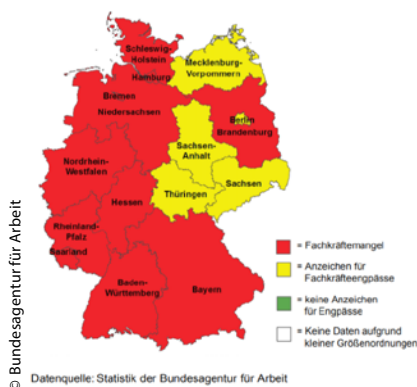 Schleswig-
Holstein
Mecklenburg-
Vorpommern
Hamburg
Bremen
Niedersachsen
Berlin
Brandenburg
Sachsen-
Anhalt
Nordrhein-
Westfalen
Sachsen
Thüringen
Hessen
Rheinland-
Pfalz
Saarland
Baden-
Württemberg
Bayern
= Fachkräftemangel
= Anzeichen für
Fachkräfteengpässe
= keine Anzeichen
für Engpässe
= Keine Daten aufgrund
kleiner Größenordnungen
Datenquelle: Statistik der Bundesagentur für Arbeit
© Bundesagentur für Arbeit